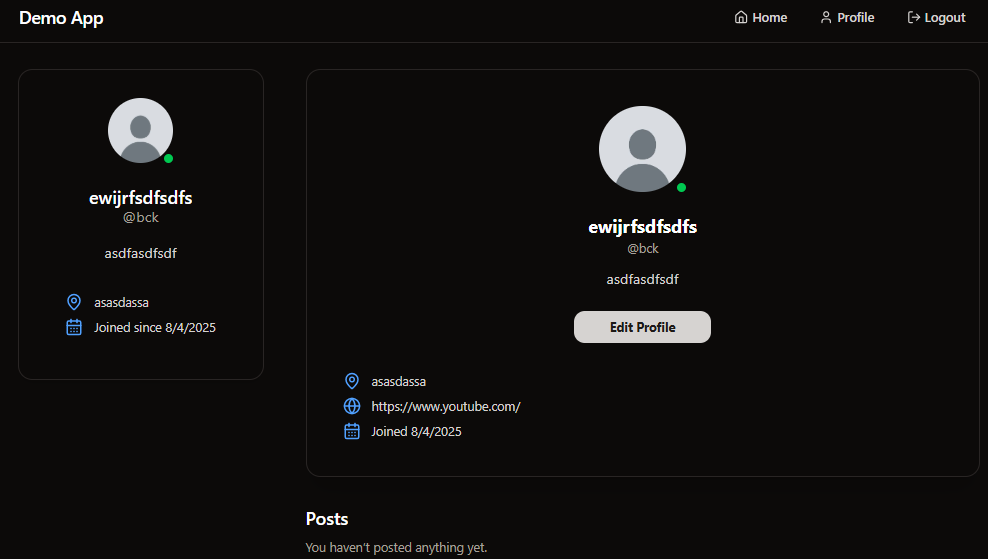 Demo App
Home
Profile
Logout
ewijrfsdfsdfs
@bck
asdfasdfsdf
asasdassa
Joined since 8/4/2025
ewijrfsdfsdfs
@bck
asdfasdfsdf
Edit Profile
asasdassa
https://www.youtube.com/
Joined 8/4/2025
Posts
You haven't posted anything yet.